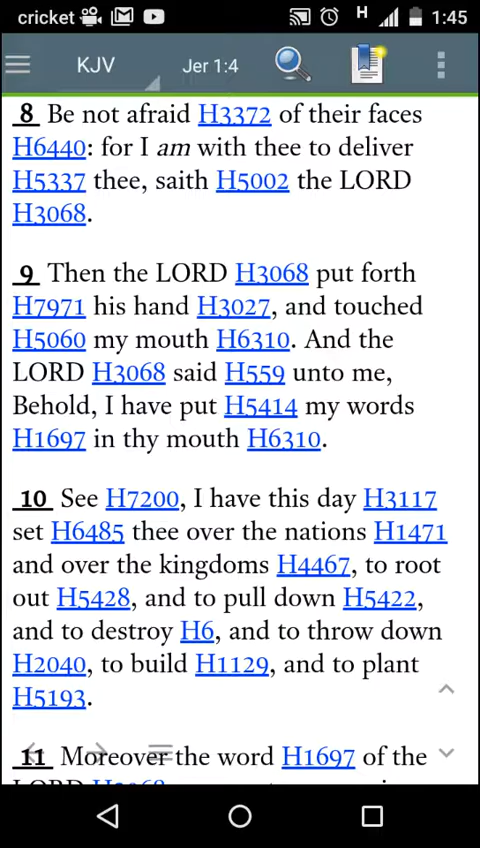 cricket H 1:45
KJV Jer 1:4
8 Be not afraid H3372 of their faces
H6440: for I am with thee to deliver
H5337 thee, saith H5002 the LORD
H3068.
9 Then the LORD H3068 put forth
H7971 his hand H3027, and touched
H5060 my mouth H6310. And the
LORD H3068 said H559 unto me,
Behold, I have put H5414 my words
H1697 in thy mouth H6310.
10 See H7200, I have this day H3117
set H6485 thee over the nations H1471
and over the kingdoms H4467, to root
out H5428, and to pull down H5422,
and to destroy H6, and to throw down
H2040, to build H1129, and to plant
H5193.
11 Moreover the word H1697 of the
LORD H3068